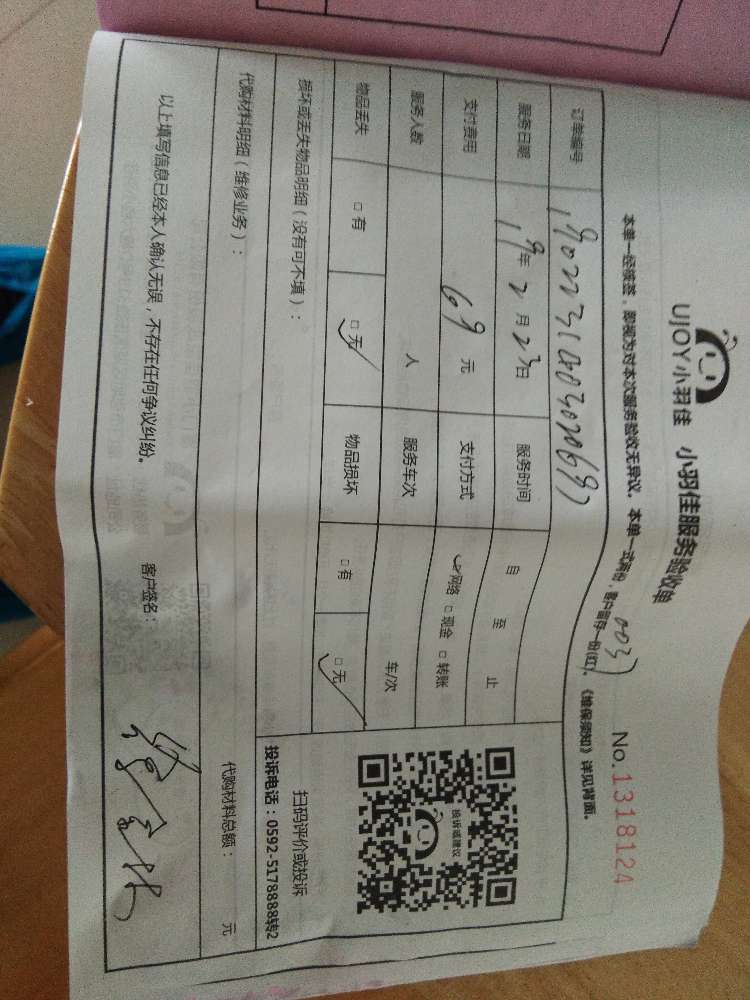 UJOY小羽佳 小羽佳服务验收单
No.1318124
本单一经核签，即视为对本次服务验收无异议。本单一式两份，客户留存一份(红)。《维保须知》详见背面。
003)
订单编号
服务日期 19年 2月 23日 服务时间 自 至 止
支付费用 69 元 支付方式 ☑网络 □现金 □转账
服务人数 人 服务车次 车/次
物品丢失 □有 ☑无 物品损坏 □有 ☑无
投诉或建议
扫码评价或投诉
投诉电话：0592-5178888转2
损坏或丢失物品明细（没有可不填）：
代购材料明细（维修业务）： 代购材料总额： 元
以上填写信息已经本人确认无误，不存在任何争议纠纷。 客户签名：